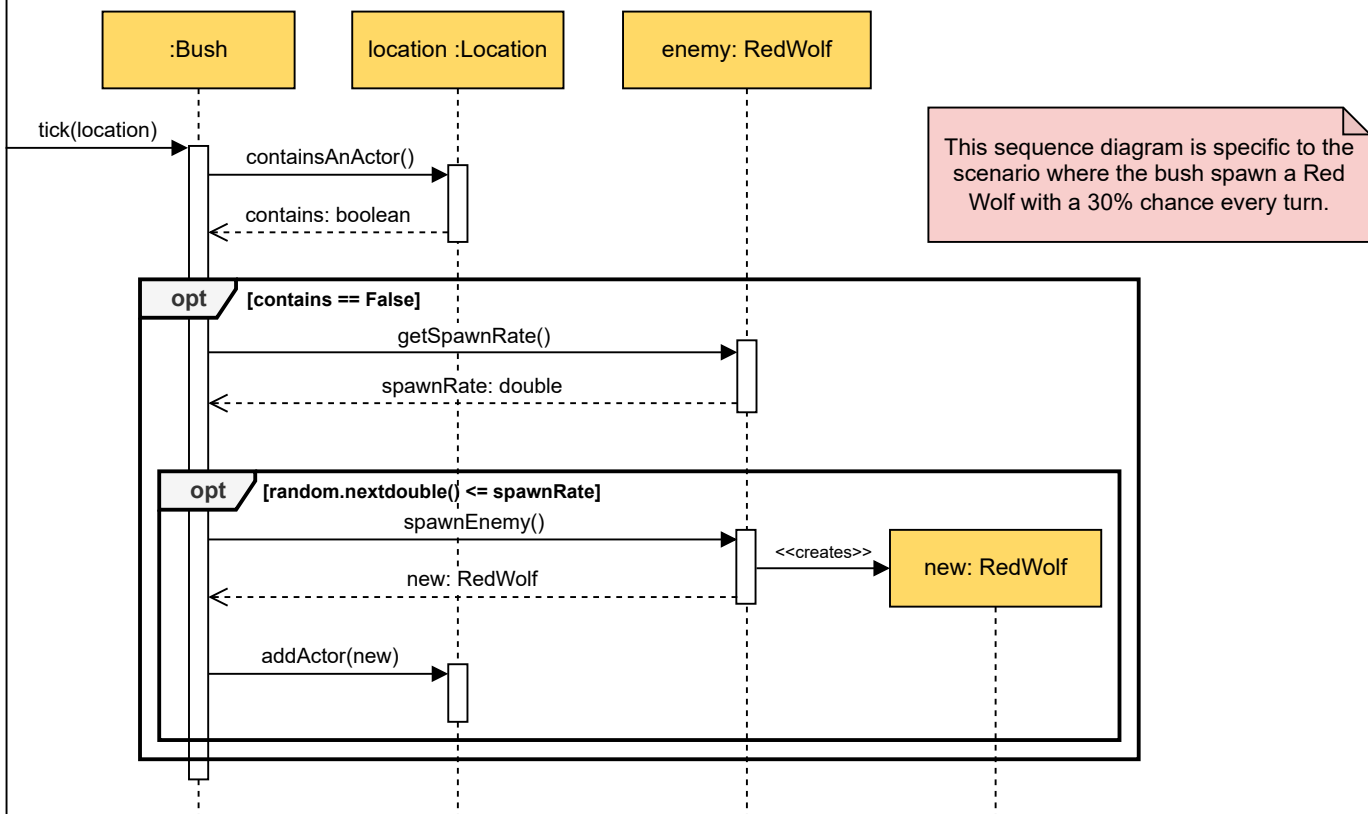 :Bush
location :Location
enemy: RedWolf
tick(location)
containsAnActor()
contains: boolean
This sequence diagram is specific to the
scenario where the bush spawn a Red
Wolf with a 30% chance every turn.
opt
[contains == False]
getSpawnRate()
spawnRate: double
opt
[random.nextdouble() <= spawnRate]
spawnEnemy()
<<creates>>
new: RedWolf
new: RedWolf
addActor(new)